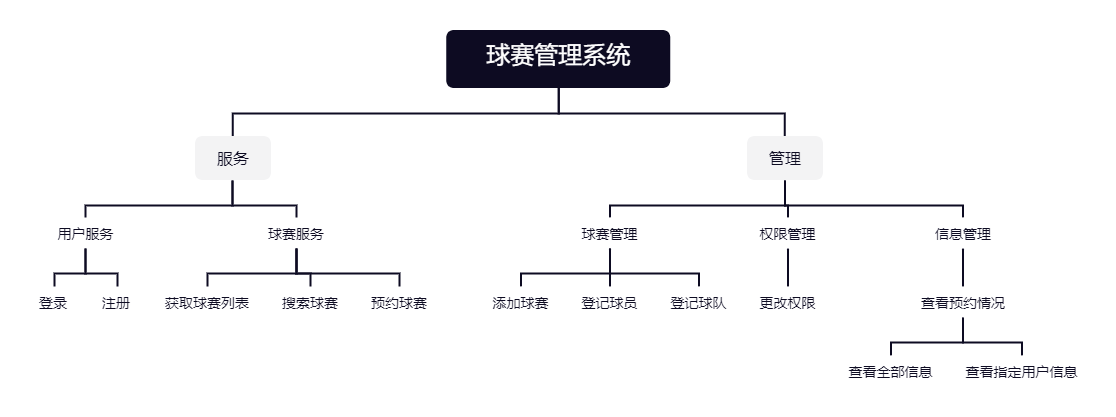 球赛管理系统
服务
管理
用户服务
球赛服务
球赛管理
权限管理
信息管理
登录
注册
获取球赛列表
搜索球赛
预约球赛
添加球赛
登记球员
登记球队
更改权限
查看预约情况
查看全部信息
查看指定用户信息